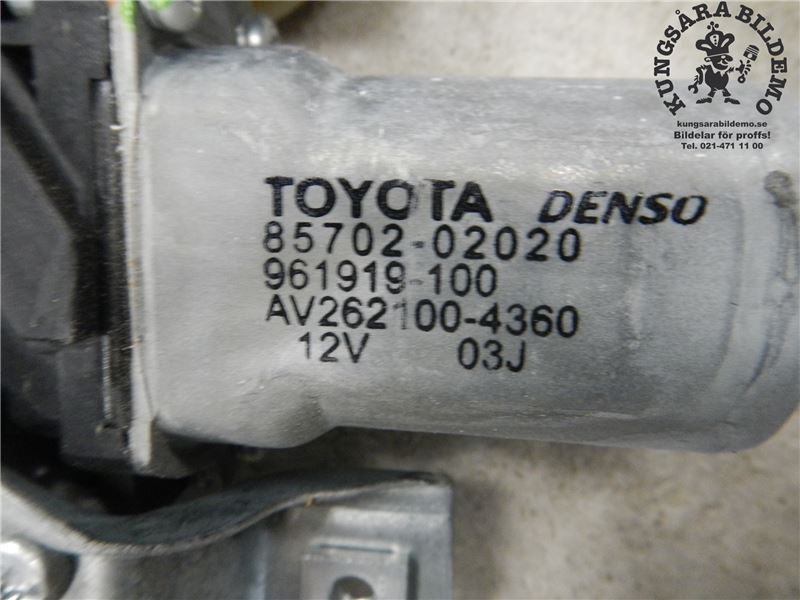 KUNGSÅRA BILDEMO
kungsarabildemo.se
Bildelar för proffs!
Tel. 021-471 11 00
TOYOTA DENSO
85702-02020
961919-100
AV262100-4360
12V 03J